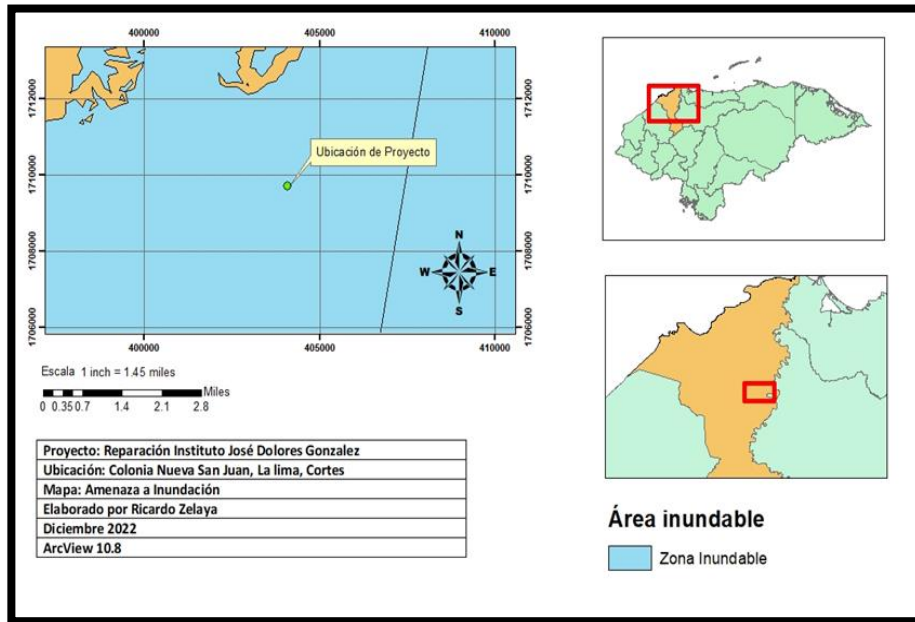 400000 405000 410000
1712000 1712000
Ubicación de Proyecto
1710000 1710000
1708000 1708000
N
W E
S
1706000 1706000
400000 405000 410000
Escala 1 inch = 1.45 miles
Miles
0 0.35 0.7 1.4 2.1 2.8
Proyecto: Reparación Instituto José Dolores Gonzalez
Ubicación: Colonia Nueva San Juan, La lima, Cortes
Mapa: Amenaza a Inundación
Elaborado por Ricardo Zelaya
Diciembre 2022
ArcView 10.8
Área inundable
Zona Inundable